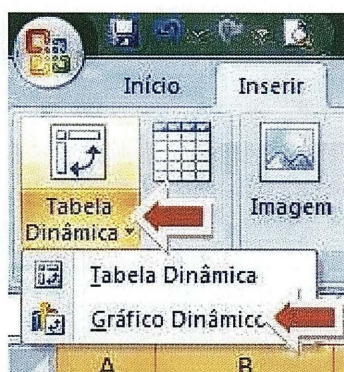 Início Inserir
Tabela
Dinâmica
Imagem
Tabela Dinâmica
Gráfico Dinâmico
A B